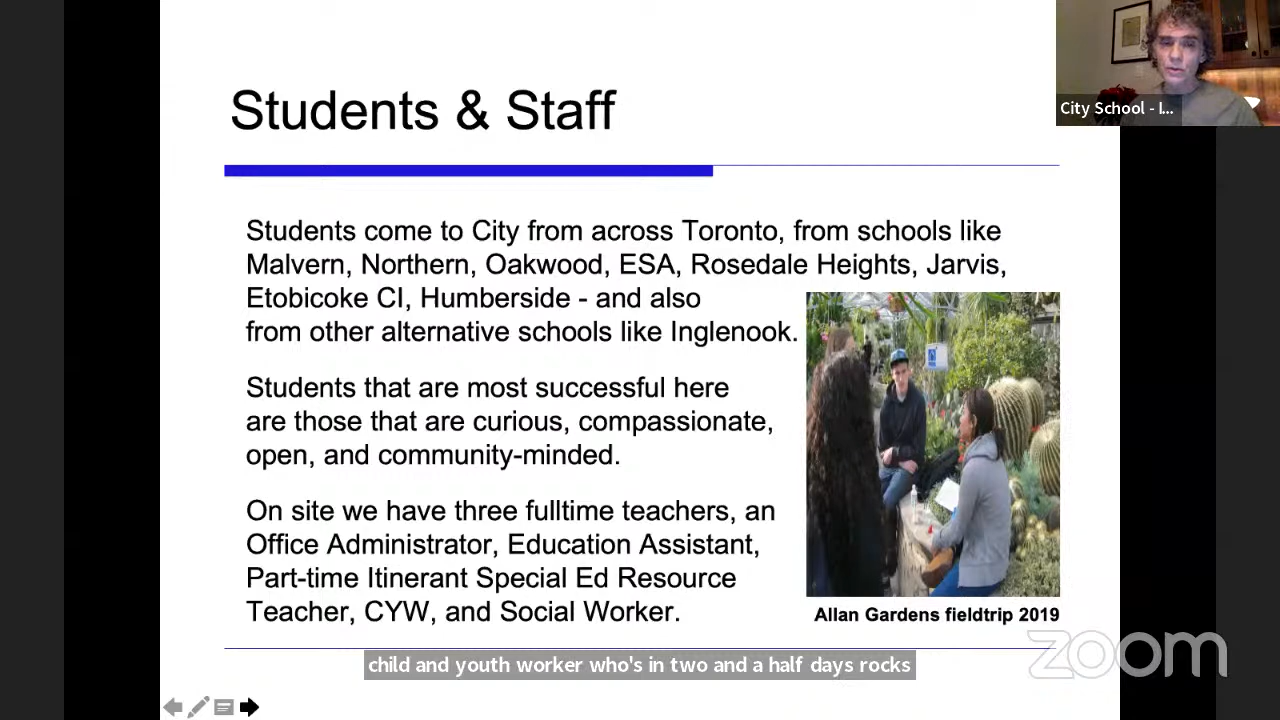 City School - I...
Students & Staff
Students come to City from across Toronto, from schools like
Malvern, Northern, Oakwood, ESA, Rosedale Heights, Jarvis,
Etobicoke CI, Humberside - and also
from other alternative schools like Inglenook.
Students that are most successful here
are those that are curious, compassionate,
open, and community-minded.
On site we have three fulltime teachers, an
Office Administrator, Education Assistant,
Part-time Itinerant Special Ed Resource
Teacher, CYW, and Social Worker.
Allan Gardens fieldtrip 2019
zoom
child and youth worker who's in two and a half days rocks